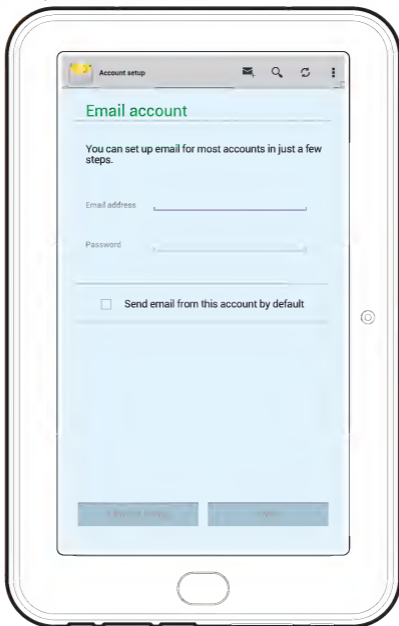 Account setup
Email account
You can set up email for most accounts in just a few
steps.
Email address
Password
Send email from this account by default